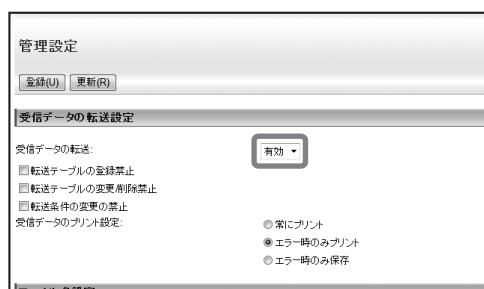 管理設定
登録(U) 更新(R)
受信データの転送設定
受信データの転送: 有効
転送テーブルの登録禁止
転送テーブルの変更/削除禁止
転送条件の変更の禁止
受信データのプリント設定: 常にプリント
エラー時のみプリント
エラー時のみ保存